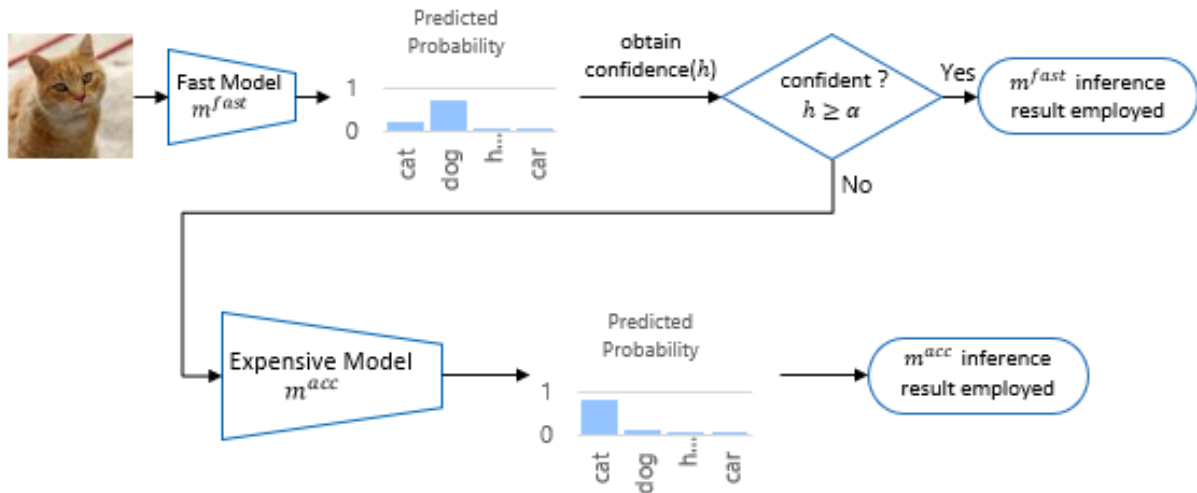 Predicted
Probability
Fast Model
m^{fast}
1
0
cat
dog
h...
car
obtain
confidence(h)
confident ?
h ≥ α
Yes
m^{fast} inference
result employed
No
Expensive Model
m^{acc}
Predicted
Probability
1
0
cat
dog
h...
car
m^{acc} inference
result employed